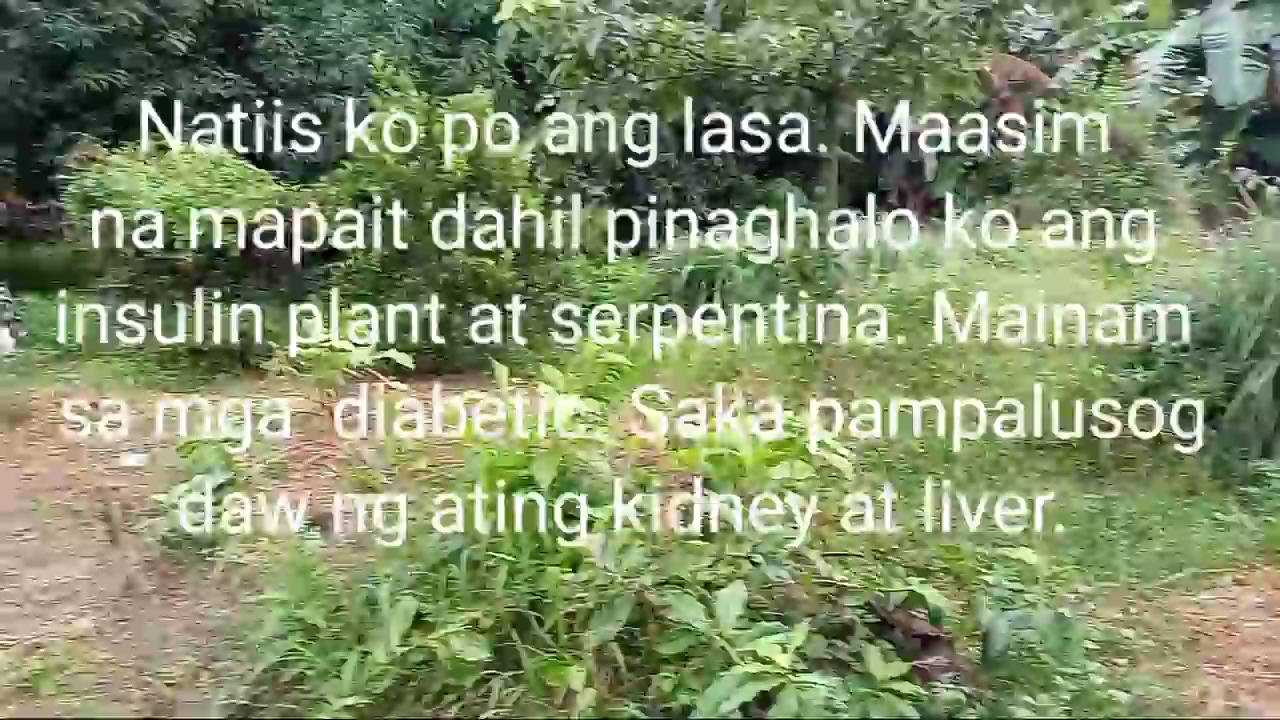 Natiis ko po ang lasa. Maasim
na mapait dahil pinaghalo ko ang
insulin plant at serpentina. Mainam
sa mga diabetic. Saka pampalusog
daw ng ating kidney at liver.